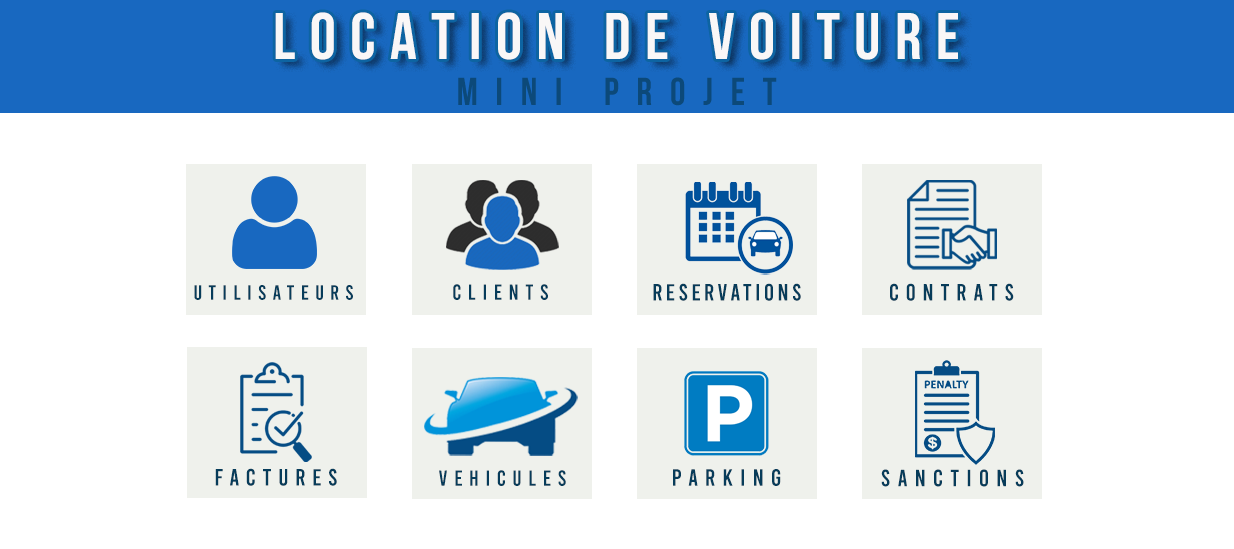 LOCATION DE VOITURE
MINI PROJET
UTILISATEURS
CLIENTS
RESERVATIONS
CONTRATS
FACTURES
VEHICULES
P
PARKING
PENALTY
$
SANCTIONS